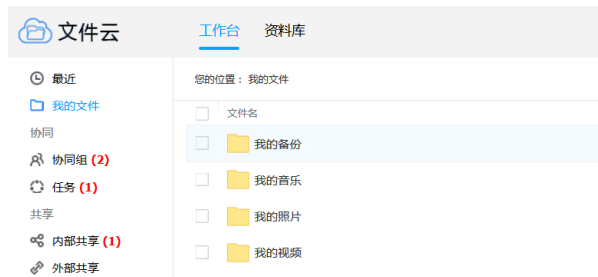 文件云
工作台 资料库
最近
我的文件
协同
协同组 (2)
任务 (1)
共享
内部共享 (1)
外部共享
您的位置： 我的文件
文件名
我的备份
我的音乐
我的照片
我的视频